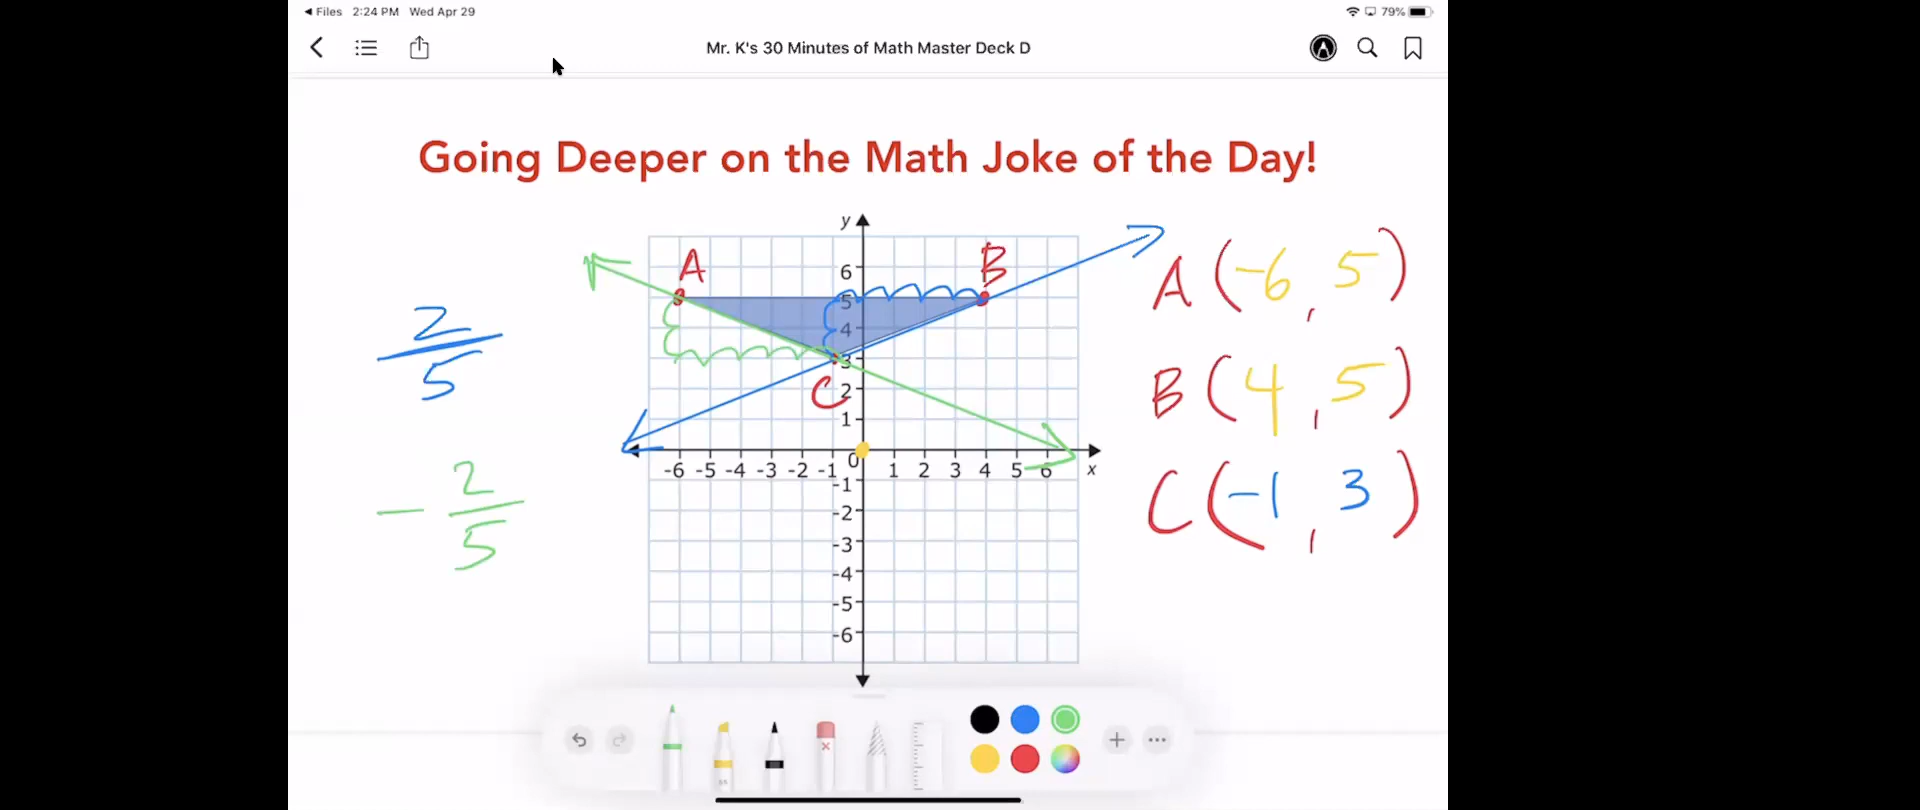 Files 2:24 PM Wed Apr 29
79%
Mr. K's 30 Minutes of Math Master Deck D
Going Deeper on the Math Joke of the Day!
y
6
5
4
3
2
1
0
-6 -5 -4 -3 -2 -1 1 2 3 4 5 6 x
-1
-2
-3
-4
-5
-6
A
B
C
2
5
-2
5
A (-6, 5)
B (4, 5)
C (-1, 3)